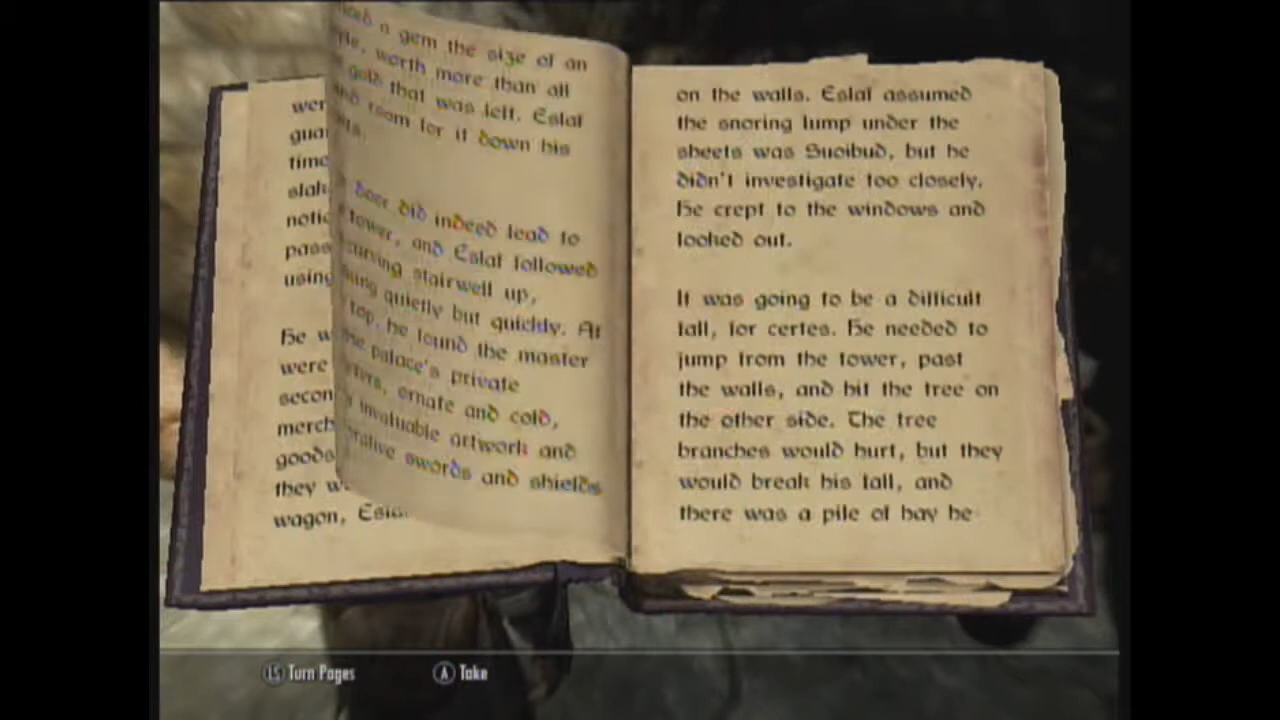 wer
guar
time
slak
notic
pass
using
He w
were
secon
merch
goods
they w
wagon, Esla
a gem the size of an
worth more than all
gold that was left. Eslaf
room for it down his
door did indeed lead to
tower, and Eslaf followed
curving stairwell up,
quietly but quickly. At
top, he found the master
palace's private
ornate and cold,
invaluable artwork and
swords and shields
on the walls. Eslaf assumed
the snoring lump under the
sheets was Suoibud, but he
didn't investigate too closely.
He crept to the windows and
looked out.
It was going to be a difficult
fall, for certes. He needed to
jump from the tower, past
the walls, and hit the tree on
the other side. The tree
branches would hurt, but they
would break his fall, and
there was a pile of hay he
LS Turn Pages
A Take